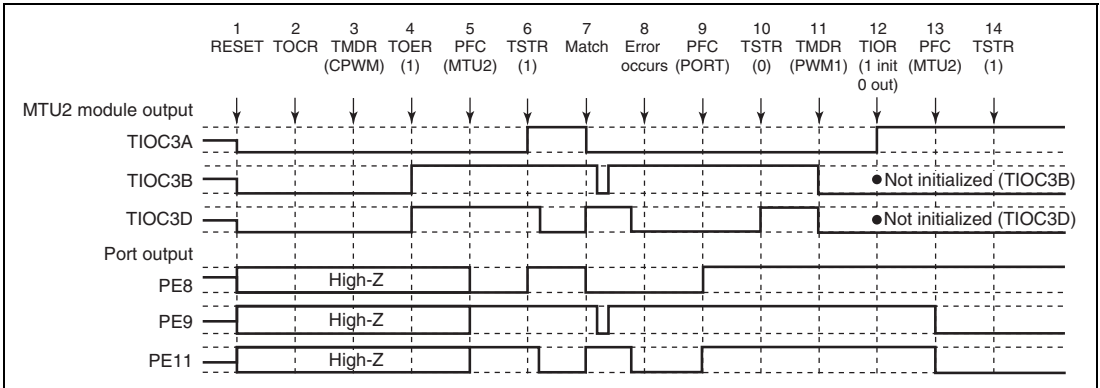 1 2 3 4 5 6 7 8 9 10 11 12 13 14
RESET TOCR TMDR TOER PFC TSTR Match Error PFC TSTR TMDR TIOR PFC TSTR
(CPWM) (1) (MTU2) (1) occurs (PORT) (0) (PWM1) (1 init (MTU2) (1)
0 out)
MTU2 module output
TIOC3A
TIOC3B
Not initialized (TIOC3B)
TIOC3D
Not initialized (TIOC3D)
Port output
PE8
High-Z
PE9
High-Z
PE11
High-Z